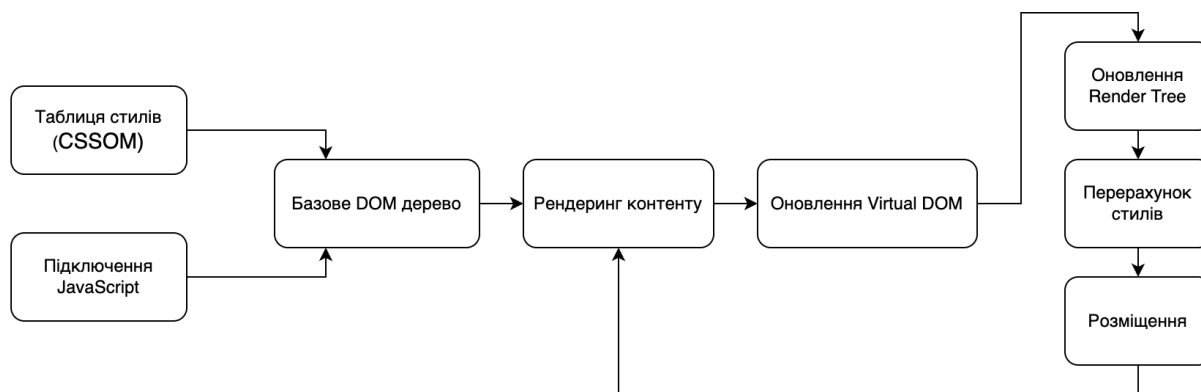 Таблиця стилів
(CSSOM)
Підключення
JavaScript
Базове DOM дерево
Рендеринг контенту
Оновлення Virtual DOM
Оновлення
Render Tree
Перерахунок
стилів
Розміщення